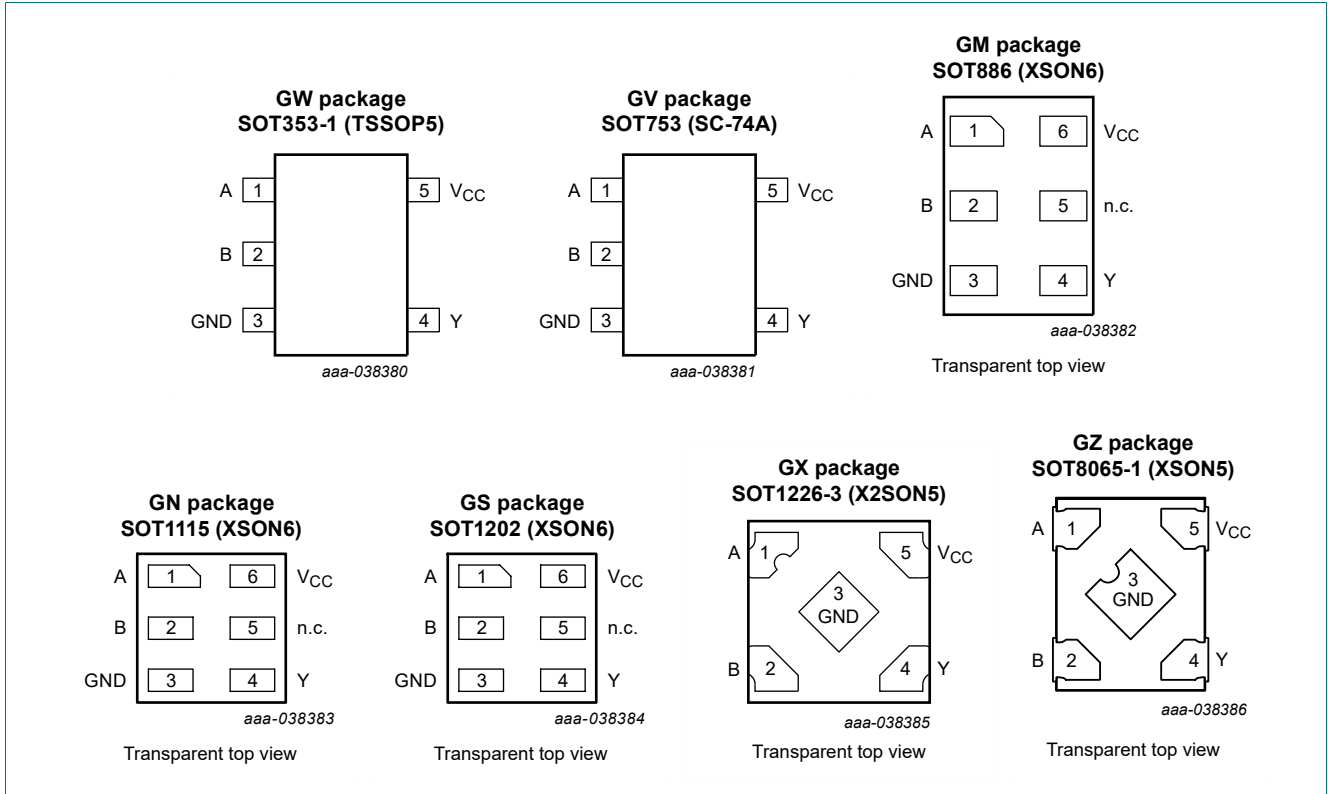 GW package
SOT353-1 (TSSOP5)
A 1
5 VCC
B 2
GND 3
4 Y
aaa-038380
GV package
SOT753 (SC-74A)
A 1
5 VCC
B 2
GND 3
4 Y
aaa-038381
GM package
SOT886 (XSON6)
A 1 6 VCC
B 2 5 n.c.
GND 3 4 Y
aaa-038382
Transparent top view
GN package
SOT1115 (XSON6)
A 1 6 VCC
B 2 5 n.c.
GND 3 4 Y
aaa-038383
Transparent top view
GS package
SOT1202 (XSON6)
A 1 6 VCC
B 2 5 n.c.
GND 3 4 Y
aaa-038384
Transparent top view
GX package
SOT1226-3 (X2SON5)
A 1 5 VCC
3
GND
B 2 4 Y
aaa-038385
Transparent top view
GZ package
SOT8065-1 (XSON5)
A 1 5 VCC
3
GND
B 2 4 Y
aaa-038386
Transparent top view